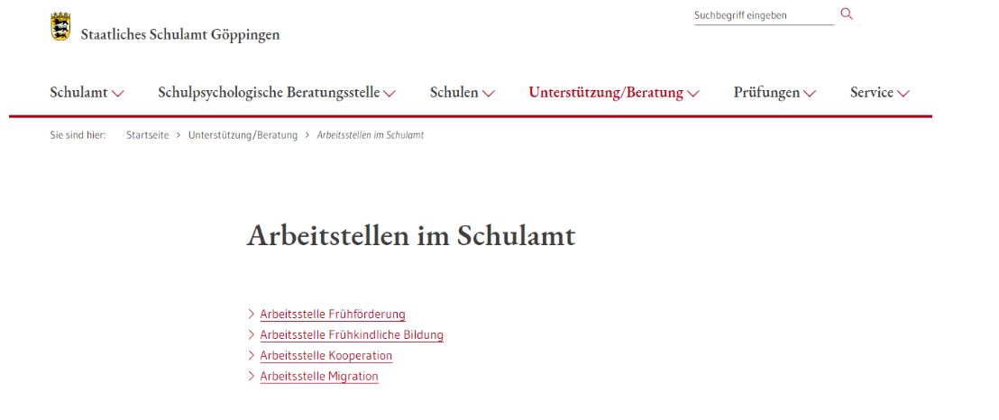 Suchbegriff eingeben
Staatliches Schulamt Göppingen
Schulamt Schulpsychologische Beratungsstelle Schulen Unterstützung/Beratung Prüfungen Service
Sie sind hier: Startseite > Unterstützung/Beratung > Arbeitsstellen im Schulamt
Arbeitstellen im Schulamt
> Arbeitsstelle Frühförderung
> Arbeitsstelle Frühkindliche Bildung
> Arbeitsstelle Kooperation
> Arbeitsstelle Migration